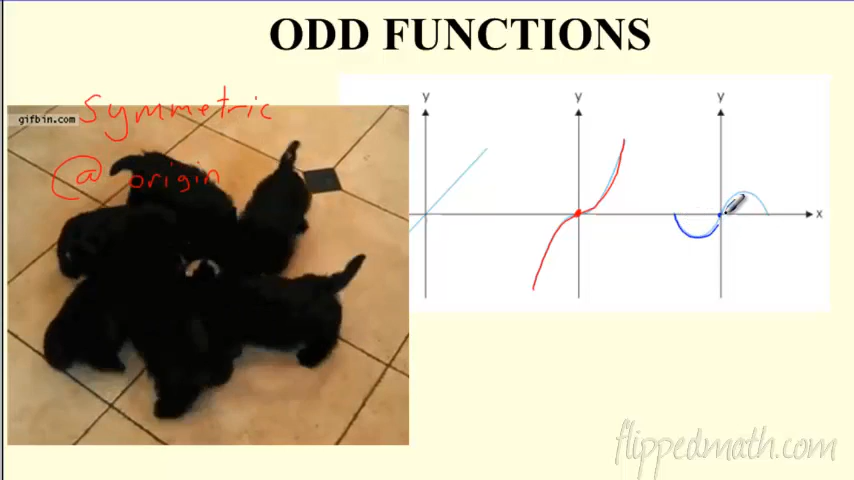 ODD FUNCTIONS
gifbin.com
symmetric
@ origin
y
y
y
x
flippedmath.com